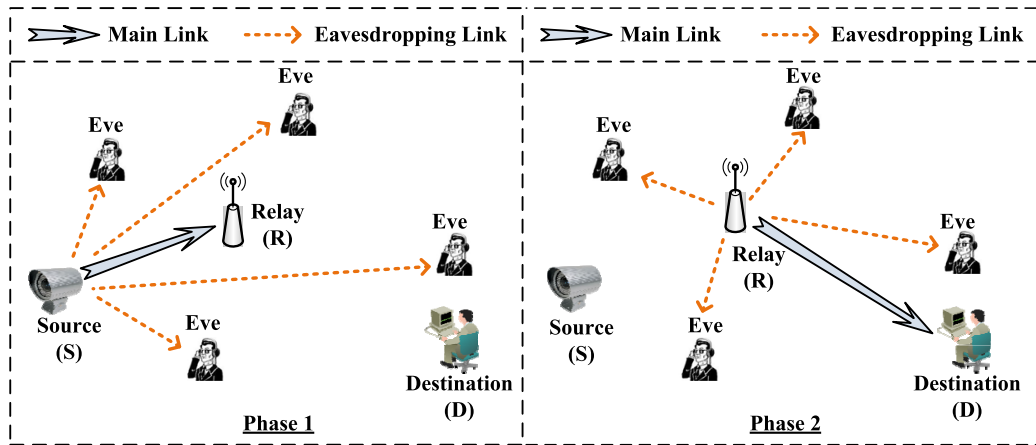 Main Link
Eavesdropping Link
Main Link
Eavesdropping Link
Eve
Eve
Relay
(R)
Eve
Source
(S)
Eve
Destination
(D)
Phase 1
Eve
Eve
Eve
Relay
(R)
Source
(S)
Eve
Destination
(D)
Phase 2